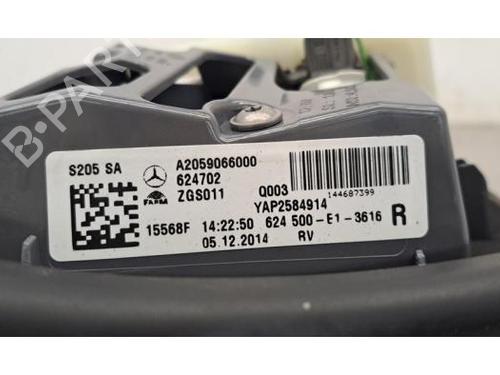 B-PARTS
S205 SA
A2059066000
624702
ZGS011
Q003
144687399
YAP2584914
15568F 14:22:50 624 500-E1-3616 R
05.12.2014 RV